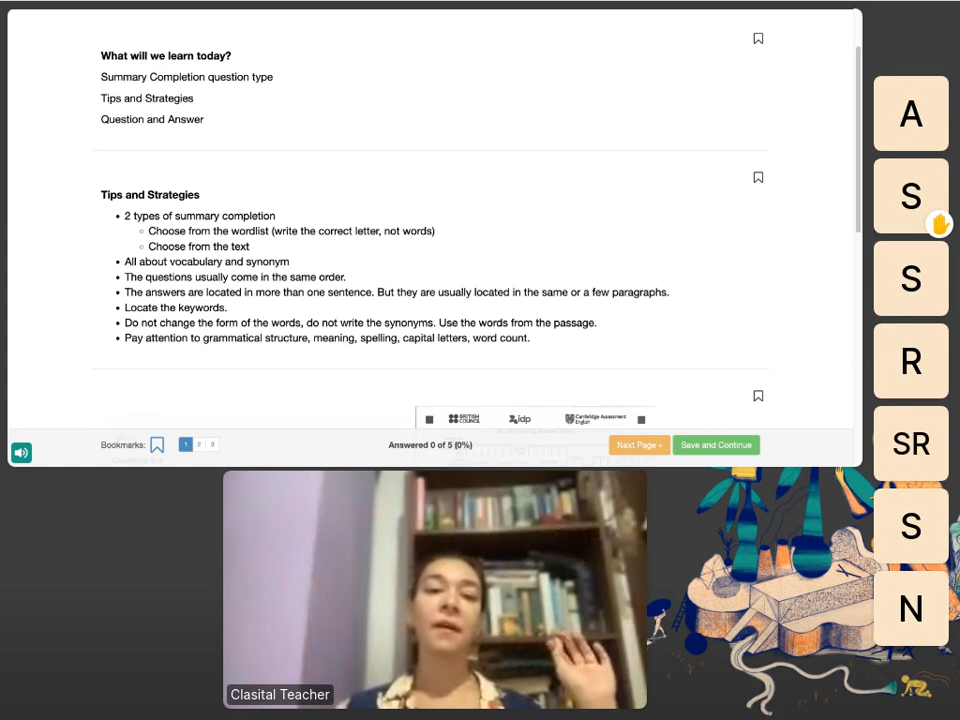 What will we learn today?
Summary Completion question type
Tips and Strategies
Question and Answer
Tips and Strategies
2 types of summary completion
Choose from the wordlist (write the correct letter, not words)
Choose from the text
All about vocabulary and synonym
The questions usually come in the same order.
The answers are located in more than one sentence. But they are usually located in the same or a few paragraphs.
Locate the keywords.
Do not change the form of the words, do not write the synonyms. Use the words from the passage.
Pay attention to grammatical structure, meaning, spelling, capital letters, word count.
BRITISH COUNCIL
idp
Cambridge Assessment English
Bookmarks:
1 2 3
Answered 0 of 5 (0%)
Next Page
Save and Continue
A
S
S
R
SR
S
N
Clasital Teacher